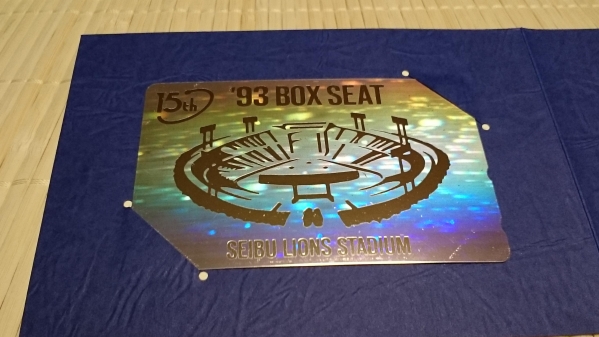 15th '93 BOX SEAT
SEIBU LIONS STADIUM